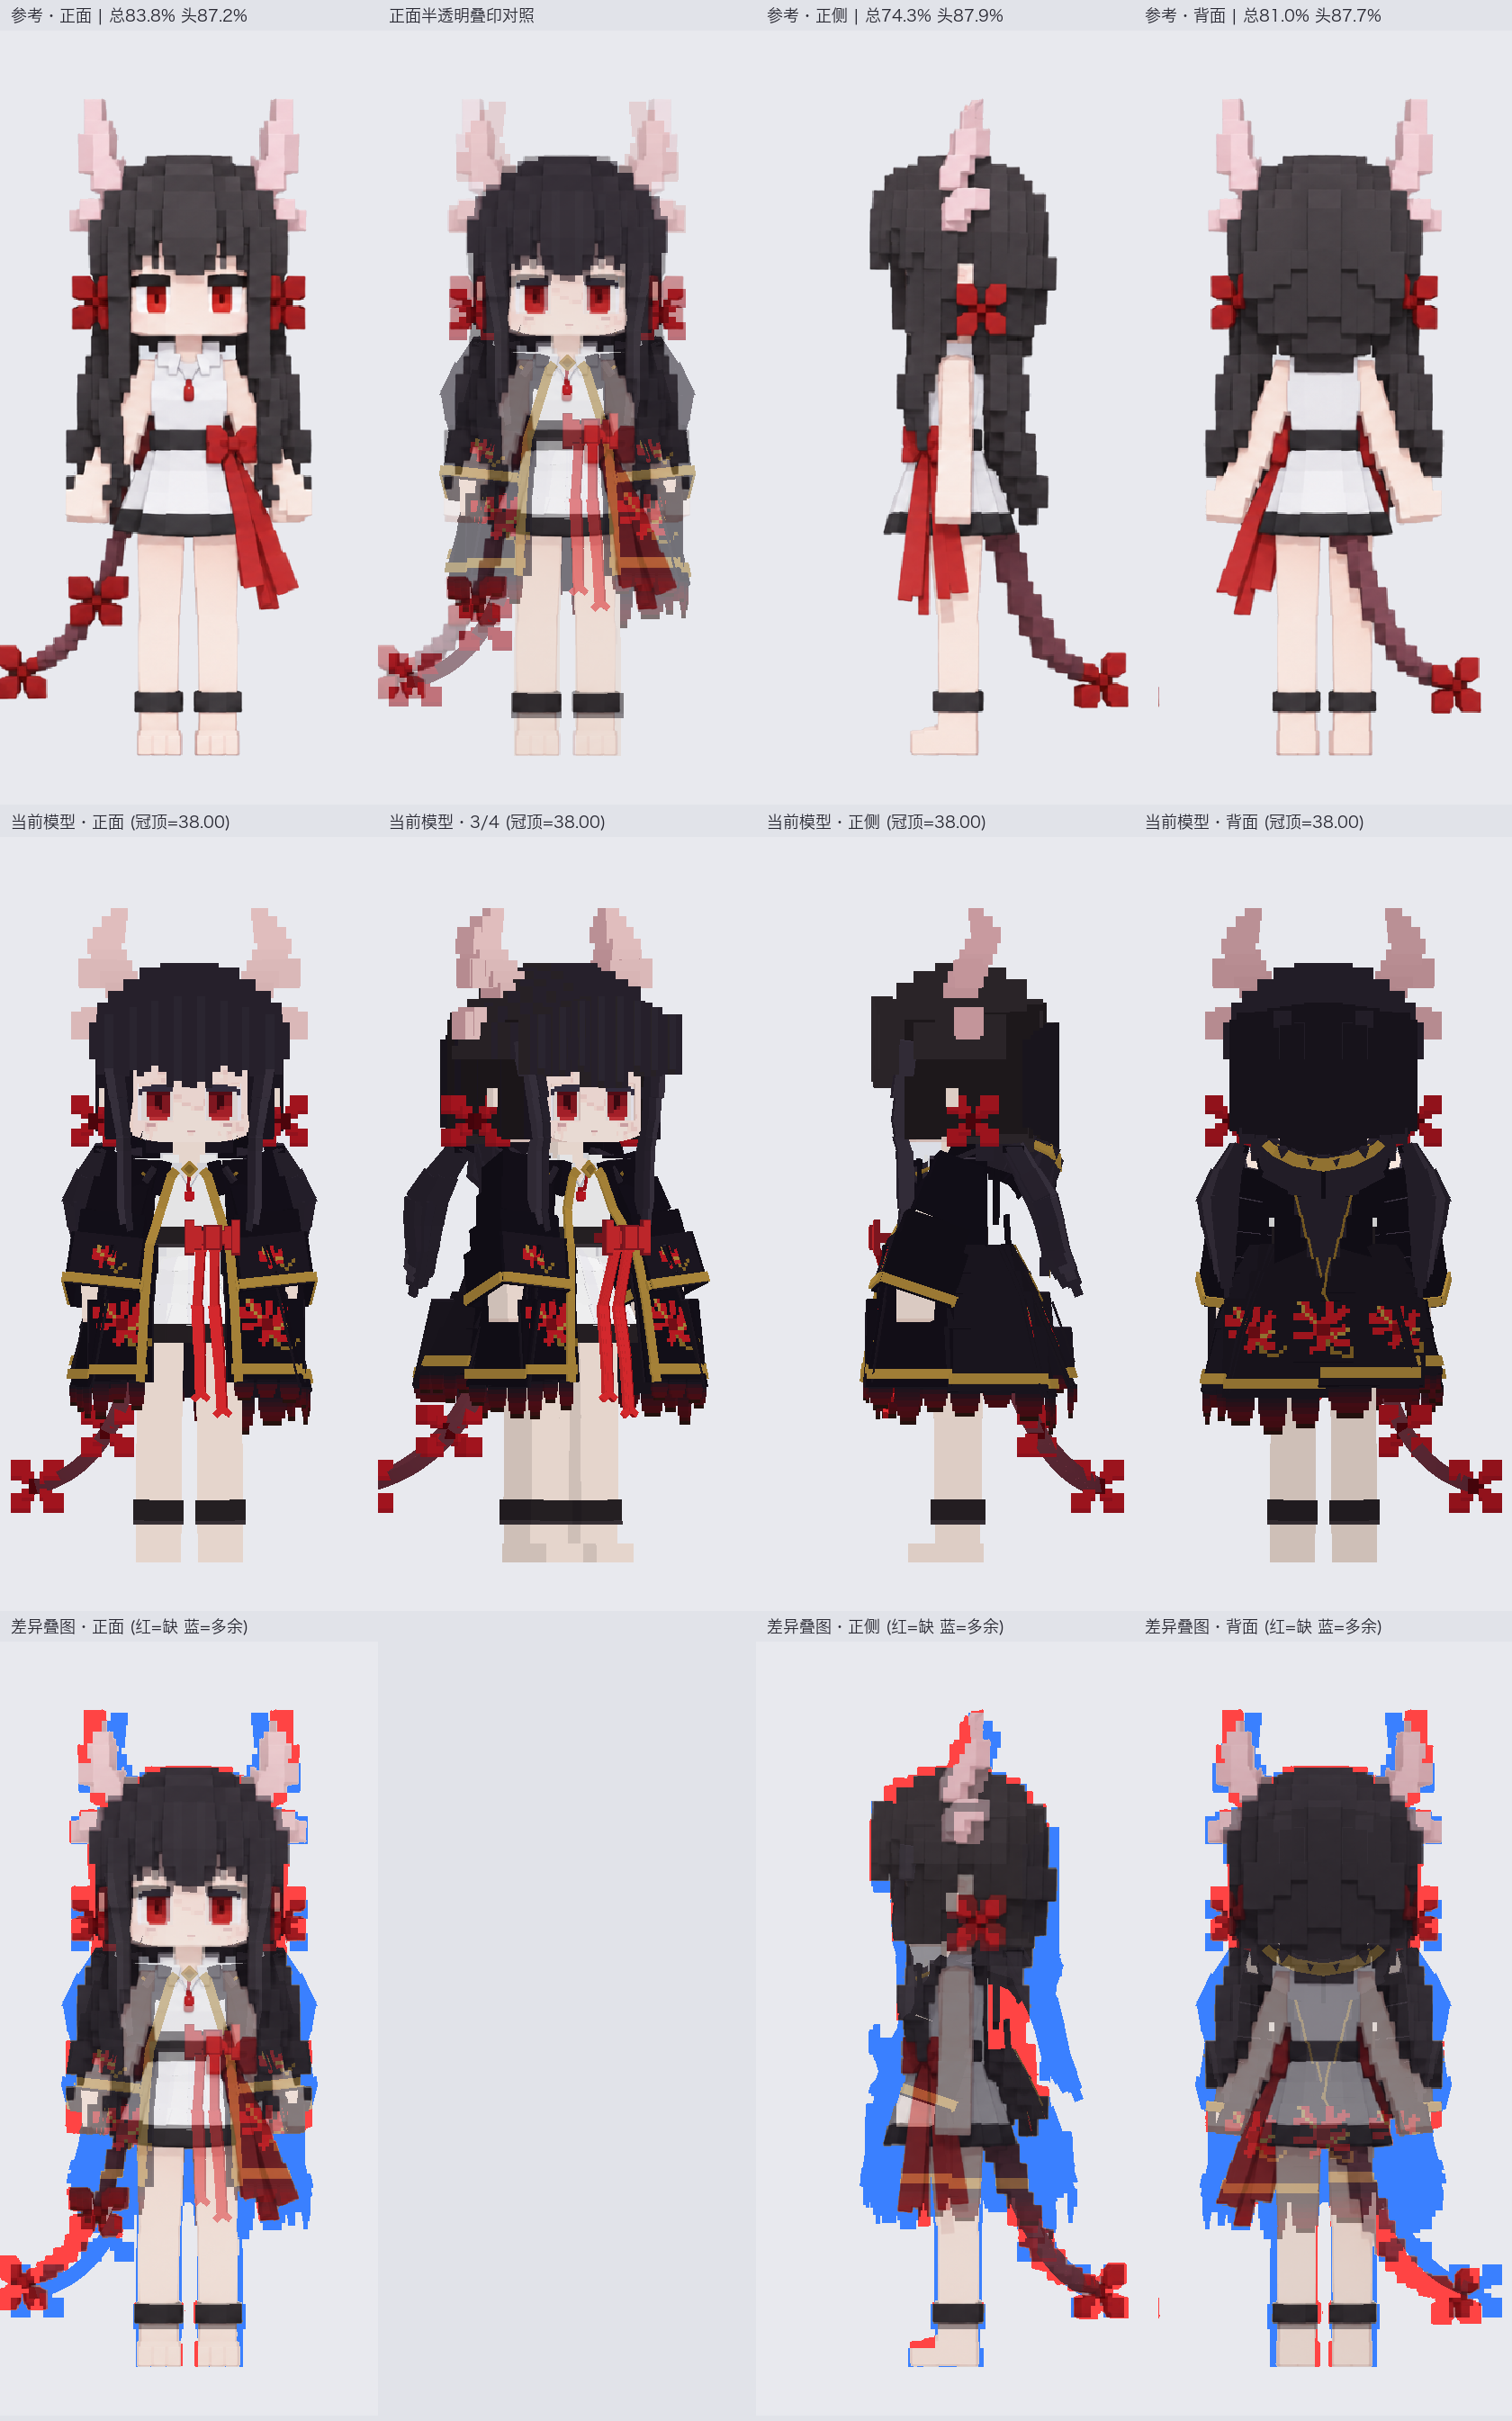 参考・正面 | 总83.8% 头87.2%
正面半透明叠印对照
参考・正侧 | 总74.3% 头87.9%
参考・背面 | 总81.0% 头87.7%
当前模型・正面 (冠顶=38.00)
当前模型・3/4 (冠顶=38.00)
当前模型・正侧 (冠顶=38.00)
当前模型・背面 (冠顶=38.00)
差异叠图・正面 (红=缺 蓝=多余)
差异叠图・正侧 (红=缺 蓝=多余)
差异叠图・背面 (红=缺 蓝=多余)